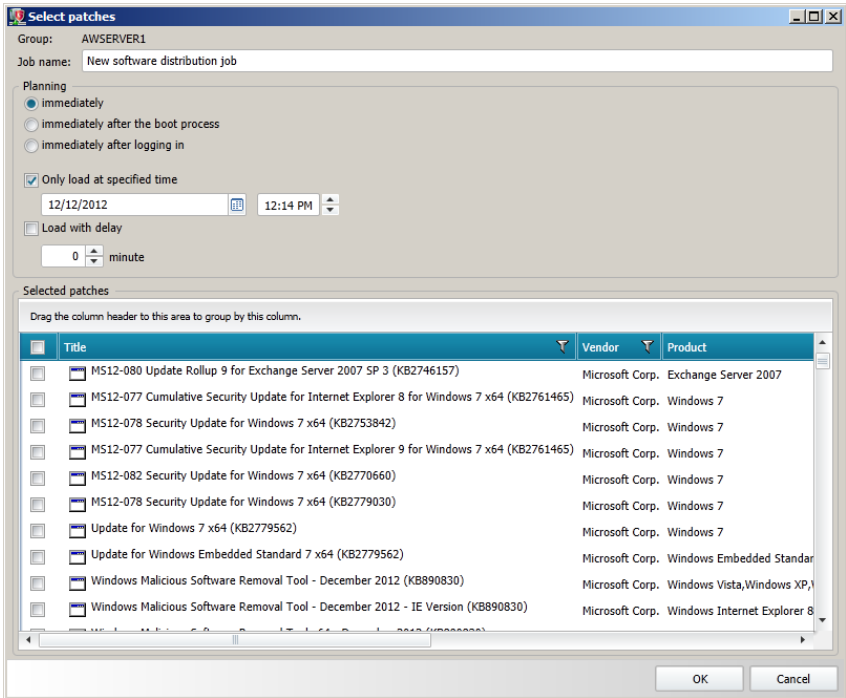 Select patches
Group: AWSERVER1
Job name: New software distribution job
Planning
immediately
immediately after the boot process
immediately after logging in
Only load at specified time
12/12/2012 12:14 PM
Load with delay
0 minute
Selected patches
Drag the column header to this area to group by this column.
Title Vendor Product
MS12-080 Update Rollup 9 for Exchange Server 2007 SP 3 (KB2746157) Microsoft Corp. Exchange Server 2007
MS12-077 Cumulative Security Update for Internet Explorer 8 for Windows 7 x64 (KB2761465) Microsoft Corp. Windows 7
MS12-078 Security Update for Windows 7 x64 (KB2753842) Microsoft Corp. Windows 7
MS12-077 Cumulative Security Update for Internet Explorer 9 for Windows 7 x64 (KB2761465) Microsoft Corp. Windows 7
MS12-082 Security Update for Windows 7 x64 (KB2770660) Microsoft Corp. Windows 7
MS12-078 Security Update for Windows 7 x64 (KB2779030) Microsoft Corp. Windows 7
Update for Windows 7 x64 (KB2779562) Microsoft Corp. Windows 7
Update for Windows Embedded Standard 7 x64 (KB2779562) Microsoft Corp. Windows Embedded Standar
Windows Malicious Software Removal Tool - December 2012 (KB890830) Microsoft Corp. Windows Vista,Windows XP,
Windows Malicious Software Removal Tool - December 2012 - IE Version (KB890830) Microsoft Corp. Windows Internet Explorer 8
OK Cancel